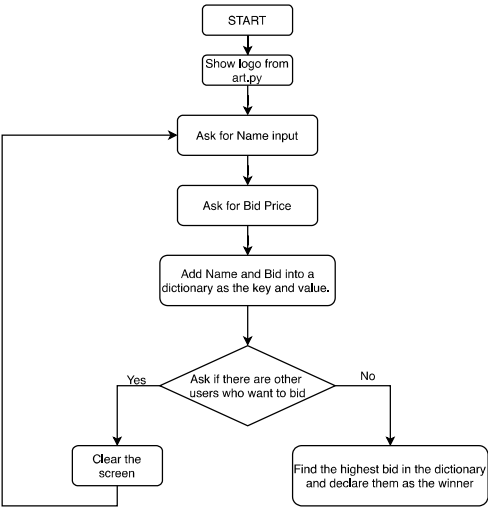 START
Show logo from
art.py
Ask for Name input
Ask for Bid Price
Add Name and Bid into a
dictionary as the key and value.
Ask if there are other
users who want to bid
Yes
No
Clear the
screen
Find the highest bid in the dictionary
and declare them as the winner